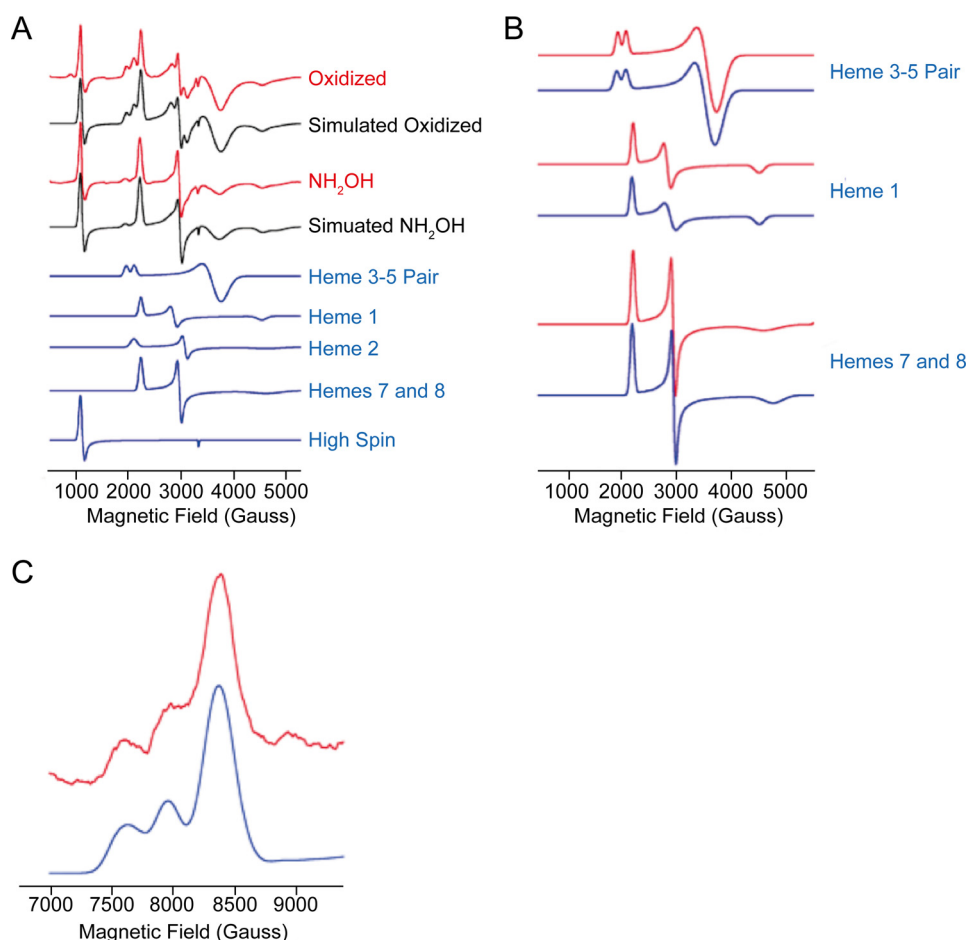 A
Oxidized
Simulated Oxidized
NH₂OH
Simuated NH₂OH
Heme 3-5 Pair
Heme 1
Heme 2
Hemes 7 and 8
High Spin
1000 2000 3000 4000 5000
Magnetic Field (Gauss)
B
Heme 3-5 Pair
Heme 1
Hemes 7 and 8
1000 2000 3000 4000 5000
Magnetic Field (Gauss)
C
7000 7500 8000 8500 9000
Magnetic Field (Gauss)